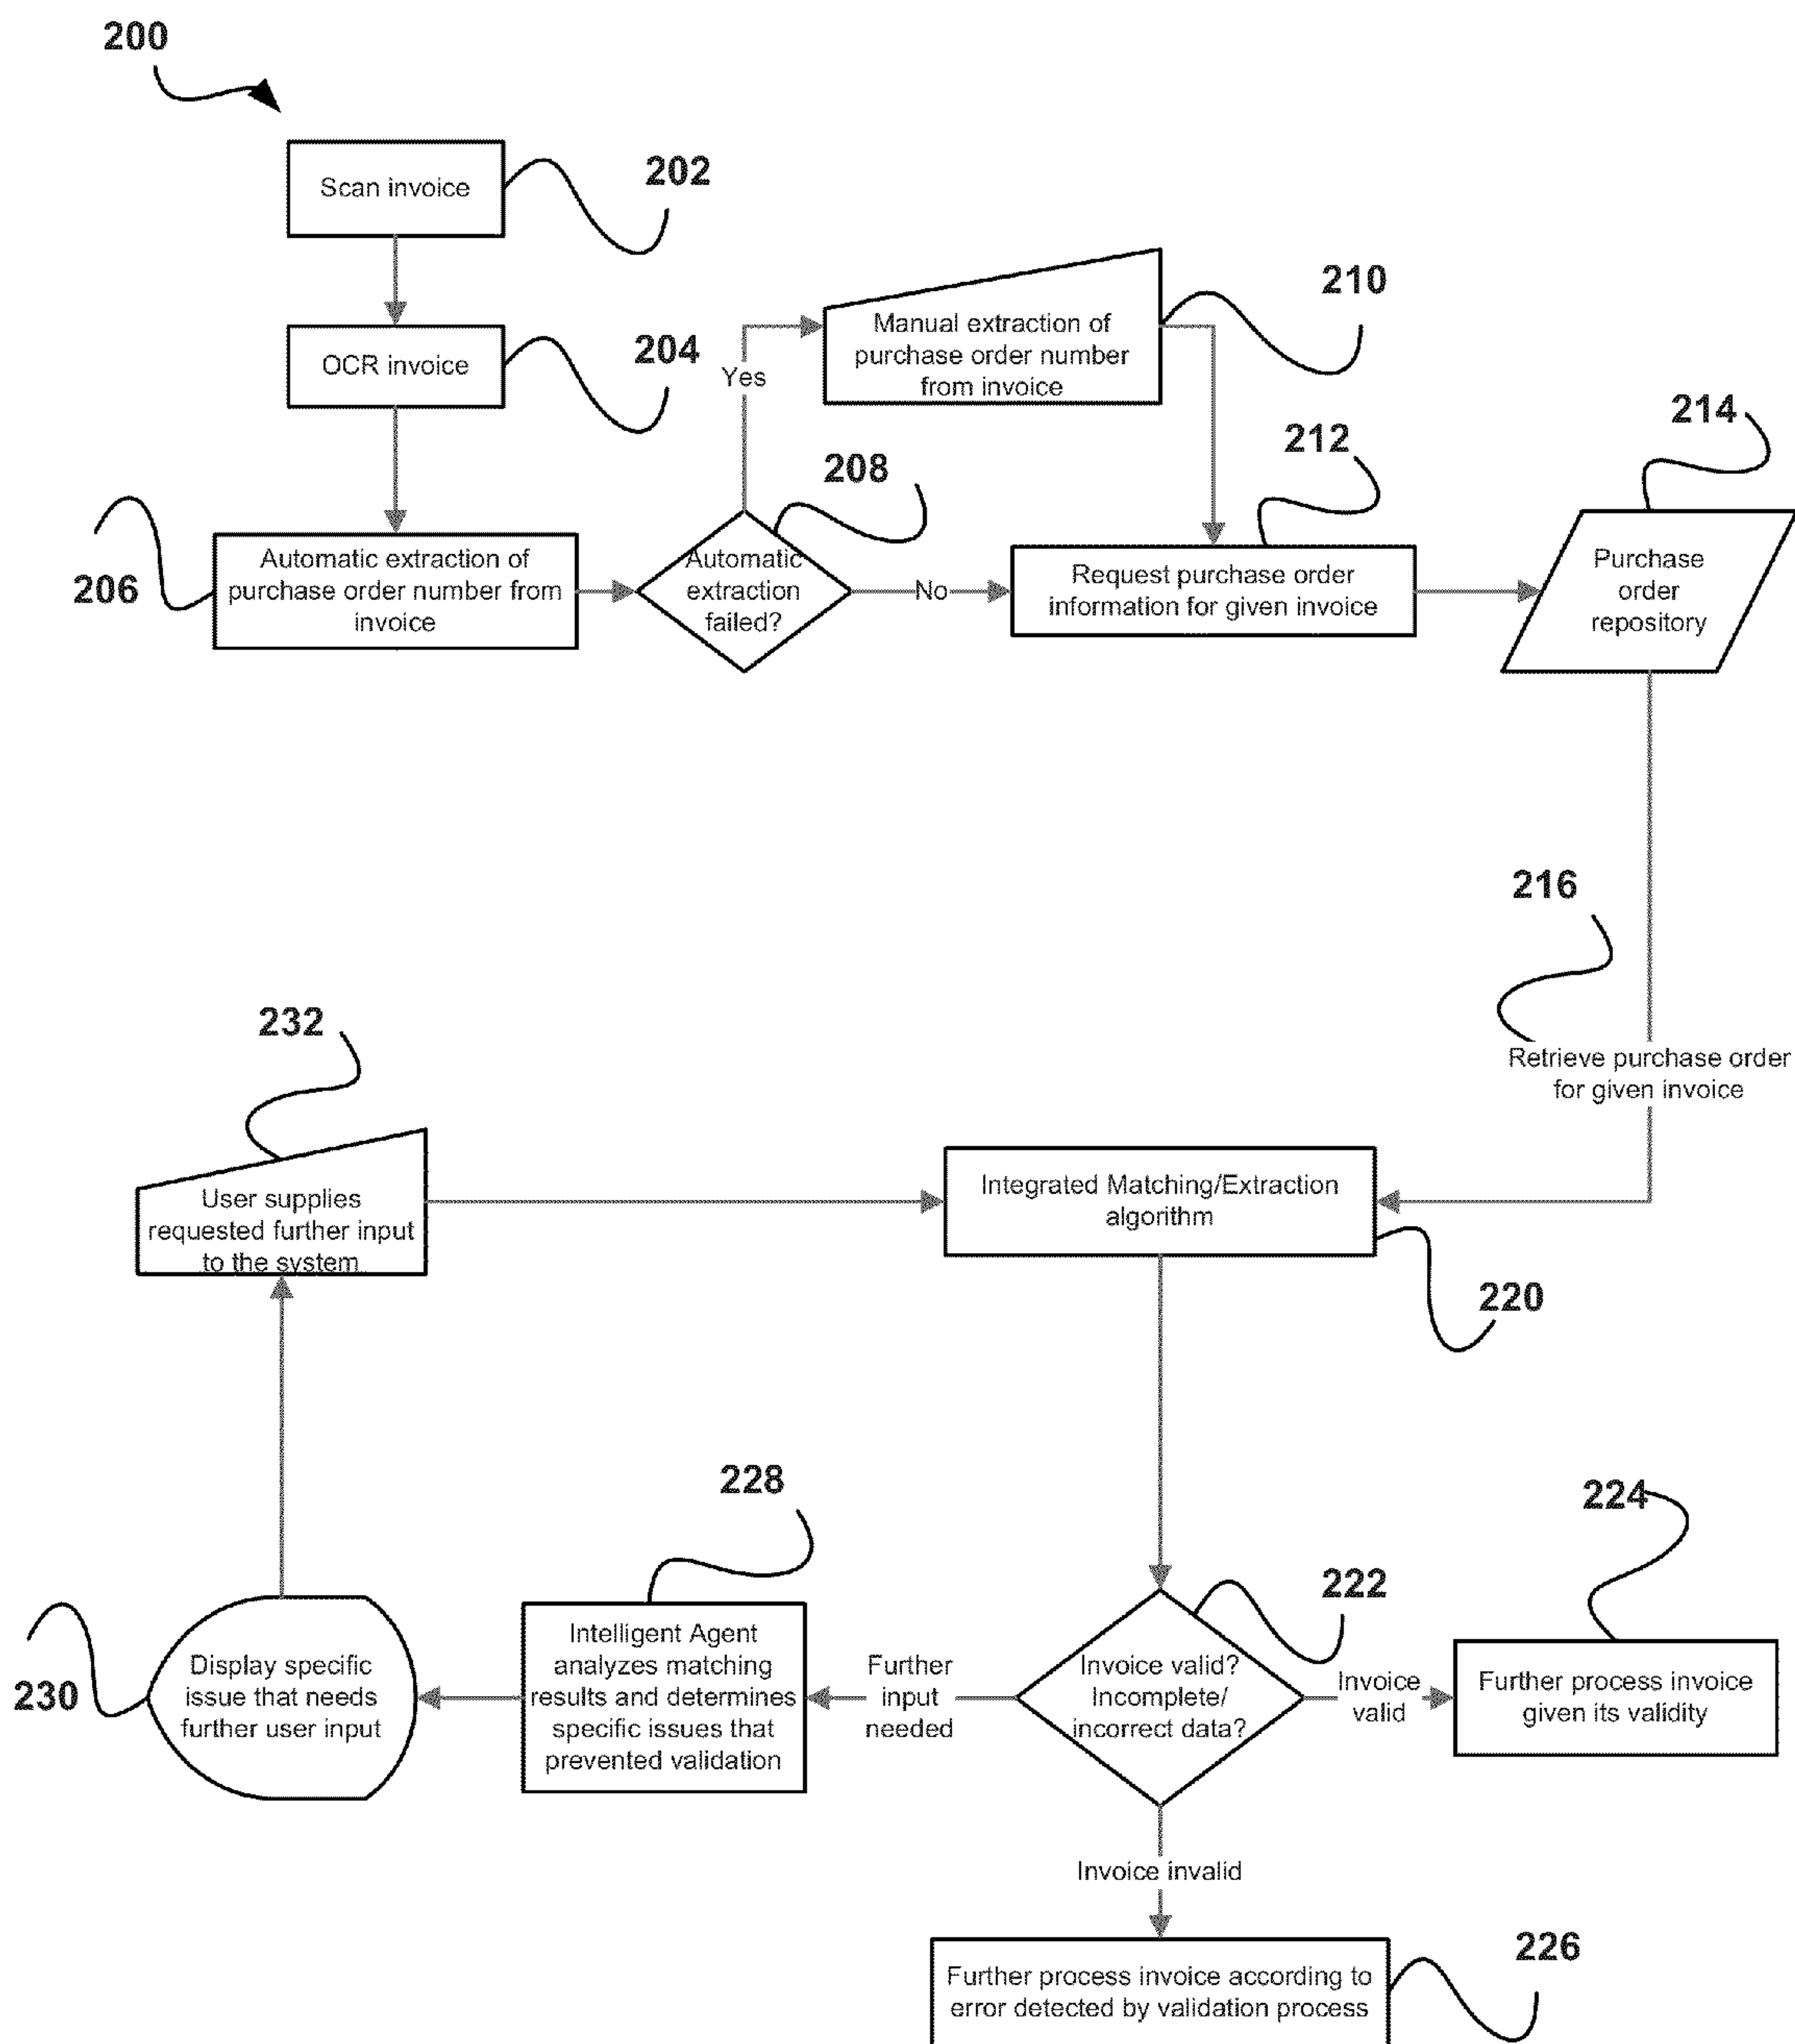 200
Scan invoice
202
OCR invoice
204
Automatic extraction of
purchase order number from
invoice
206
Automatic
extraction
failed?
208
Yes
Manual extraction of
purchase order number
from invoice
210
No
Request purchase order
information for given invoice
212
Purchase
order
repository
214
216
Retrieve purchase order
for given invoice
232
User supplies
requested further input
to the system
Integrated Matching/Extraction
algorithm
220
228
Intelligent Agent
analyzes matching
results and determines
specific issues that
prevented validation
Display specific
issue that needs
further user input
230
Further
input
needed
222
Invoice valid?
Incomplete/
incorrect data?
Invoice
valid
224
Further process invoice
given its validity
Invoice invalid
Further process invoice according to
error detected by validation process
226